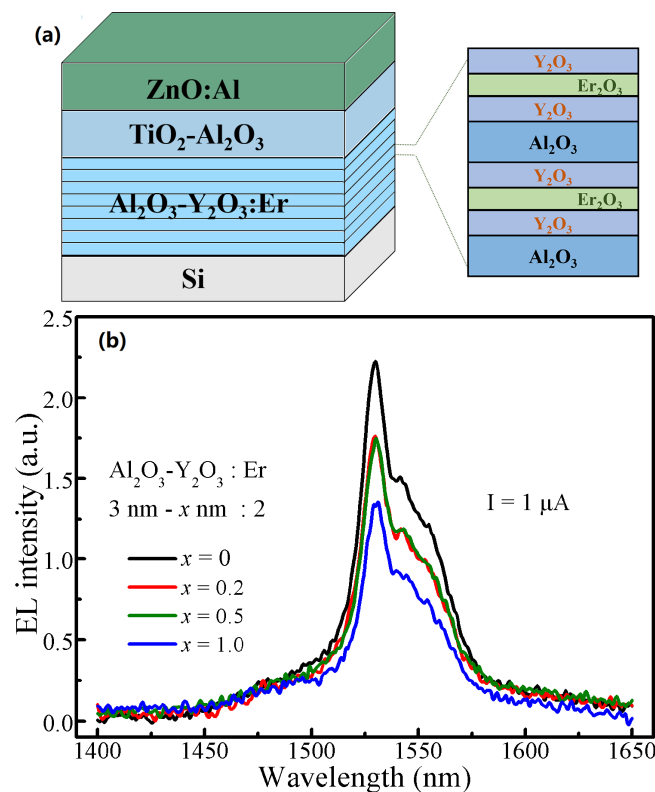 (a)
ZnO:Al
TiO₂-Al₂O₃
Al₂O₃-Y₂O₃:Er
Si
Y₂O₃
Er₂O₃
Y₂O₃
Al₂O₃
Y₂O₃
Er₂O₃
Y₂O₃
Al₂O₃
(b)
EL intensity (a.u.)
2.5
2.0
1.5
1.0
0.5
0.0
Al₂O₃-Y₂O₃ : Er
3 nm - x nm : 2
x = 0
x = 0.2
x = 0.5
x = 1.0
I = 1 μA
1400 1450 1500 1550 1600 1650
Wavelength (nm)